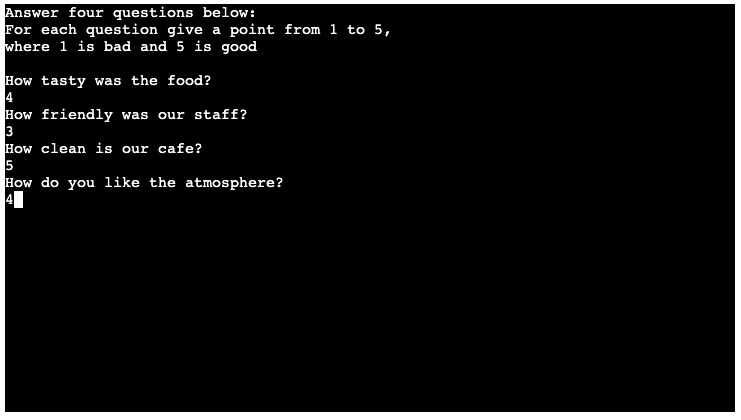 Answer four questions below:
For each question give a point from 1 to 5,
where 1 is bad and 5 is good
How tasty was the food?
4
How friendly was our staff?
3
How clean is our cafe?
5
How do you like the atmosphere?
4